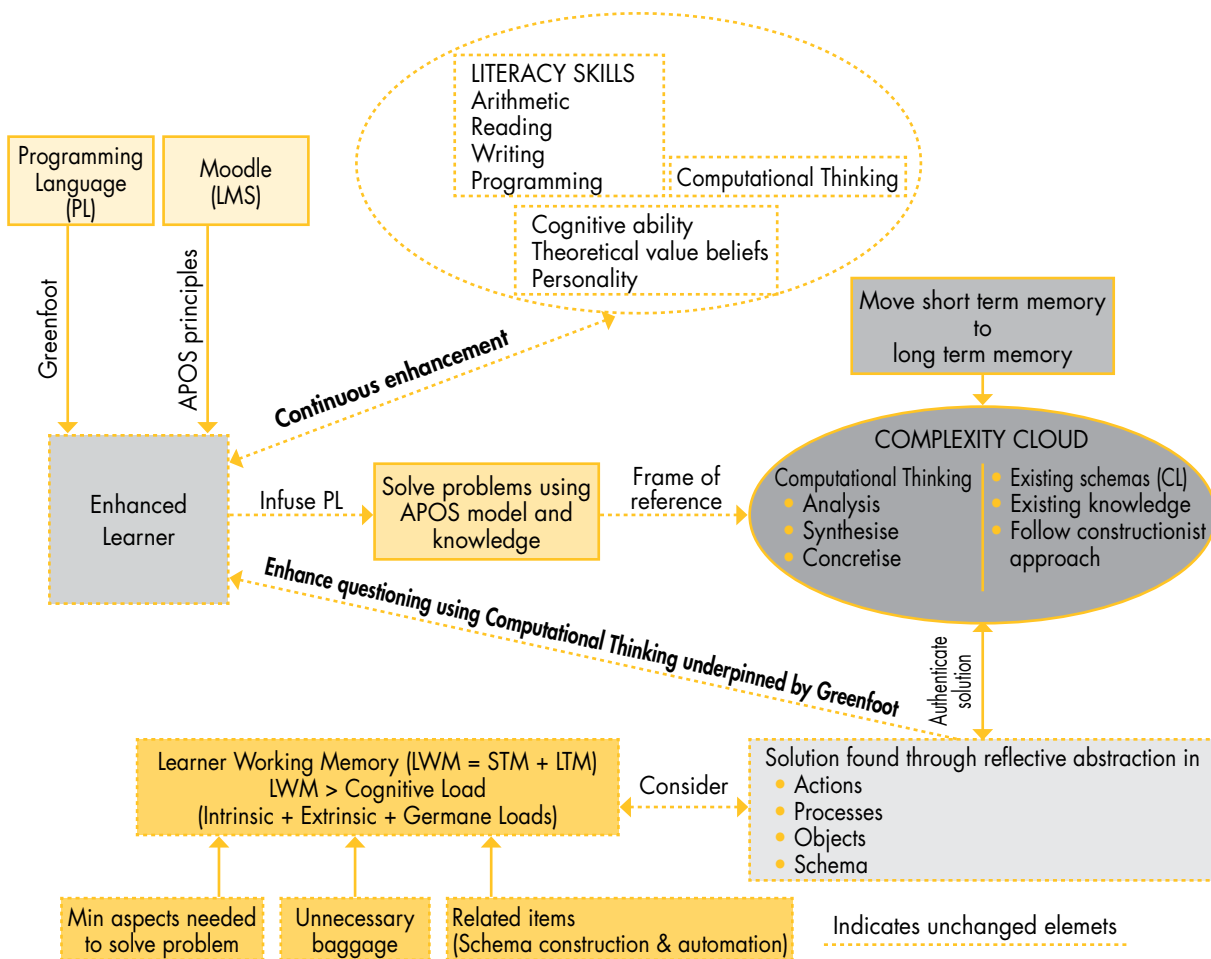 LITERACY SKILLS
Arithmetic
Reading
Writing
Programming
Computational Thinking
Cognitive ability
Theoretical value beliefs
Personality
Programming
Language
(PL)
Moodle
(LMS)
Greenfoot
APOS principles
Continuous enhancement
Move short term memory
to
long term memory
Enhanced
Learner
Infuse PL
Solve problems using
APOS model and
knowledge
Frame of
reference
COMPLEXITY CLOUD
Computational Thinking
• Analysis
• Synthesise
• Concretise
• Existing schemas (CL)
• Existing knowledge
• Follow constructionist
approach
Enhance questioning using Computational Thinking underpinned by Greenfoot
Authenticate
solution
Learner Working Memory (LWM = STM + LTM)
LWM > Cognitive Load
(Intrinsic + Extrinsic + Germane Loads)
Consider
Solution found through reflective abstraction in
• Actions
• Processes
• Objects
• Schema
Min aspects needed
to solve problem
Unnecessary
baggage
Related items
(Schema construction & automation)
Indicates unchanged elemets